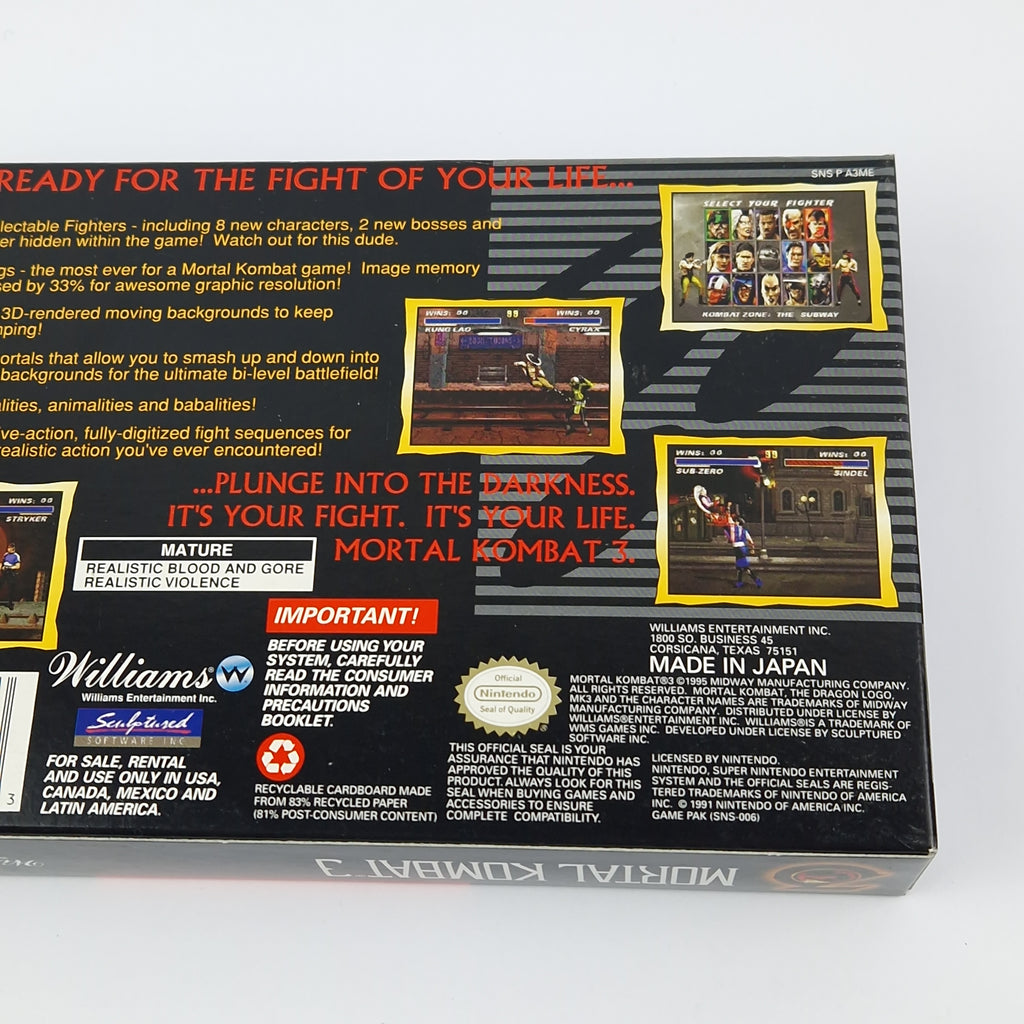 READY FOR THE FIGHT OF YOUR LIFE...
SNS P A3ME
lectable Fighters - including 8 new characters, 2 new bosses and
er hidden within the game! Watch out for this dude.
gs - the most ever for a Mortal Kombat game! Image memory
sed by 33% for awesome graphic resolution!
3D-rendered moving backgrounds to keep
ping!
ortals that allow you to smash up and down into
backgrounds for the ultimate bi-level battlefield!
alities, animalities and babalities!
ve-action, fully-digitized fight sequences for
realistic action you've ever encountered!
SELECT YOUR FIGHTER
KOMBAT ZONE: THE SUBWAY
WINS: 00 99 WINS: 00
KUNG LAO CYRAX
WINS: 00 99 WINS: 00
SUB-ZERO SINDEL
WINS: 00
STRYKER
...PLUNGE INTO THE DARKNESS.
IT'S YOUR FIGHT. IT'S YOUR LIFE.
MORTAL KOMBAT 3.
MATURE
REALISTIC BLOOD AND GORE
REALISTIC VIOLENCE
IMPORTANT!
BEFORE USING YOUR
SYSTEM, CAREFULLY
READ THE CONSUMER
INFORMATION AND
PRECAUTIONS
BOOKLET.
Williams® W
Williams Entertainment Inc.
Sculptured
SOFTWARE INC
FOR SALE, RENTAL
AND USE ONLY IN USA,
CANADA, MEXICO AND
LATIN AMERICA.
3
RECYCLABLE CARDBOARD MADE
FROM 83% RECYCLED PAPER
(81% POST-CONSUMER CONTENT)
Official
Nintendo
Seal of Quality
®
THIS OFFICIAL SEAL IS YOUR
ASSURANCE THAT NINTENDO HAS
APPROVED THE QUALITY OF THIS
PRODUCT. ALWAYS LOOK FOR THIS
SEAL WHEN BUYING GAMES AND
ACCESSORIES TO ENSURE
COMPLETE COMPATIBILITY.
WILLIAMS ENTERTAINMENT INC.
1800 SO. BUSINESS 45
CORSICANA, TEXAS 75151
MADE IN JAPAN
MORTAL KOMBAT®3 ©1995 MIDWAY MANUFACTURING COMPANY.
ALL RIGHTS RESERVED. MORTAL KOMBAT, THE DRAGON LOGO,
MK3 AND THE CHARACTER NAMES ARE TRADEMARKS OF MIDWAY
MANUFACTURING COMPANY. DISTRIBUTED UNDER LICENSE BY
WILLIAMS®ENTERTAINMENT INC. WILLIAMS®IS A TRADEMARK OF
WMS GAMES INC. DEVELOPED UNDER LICENSE BY SCULPTURED
SOFTWARE INC.
LICENSED BY NINTENDO.
NINTENDO, SUPER NINTENDO ENTERTAINMENT
SYSTEM AND THE OFFICIAL SEALS ARE REGIS-
TERED TRADEMARKS OF NINTENDO OF AMERICA
INC. © 1991 NINTENDO OF AMERICA INC.
GAME PAK (SNS-006)
MORTAL KOMBAT™ 3